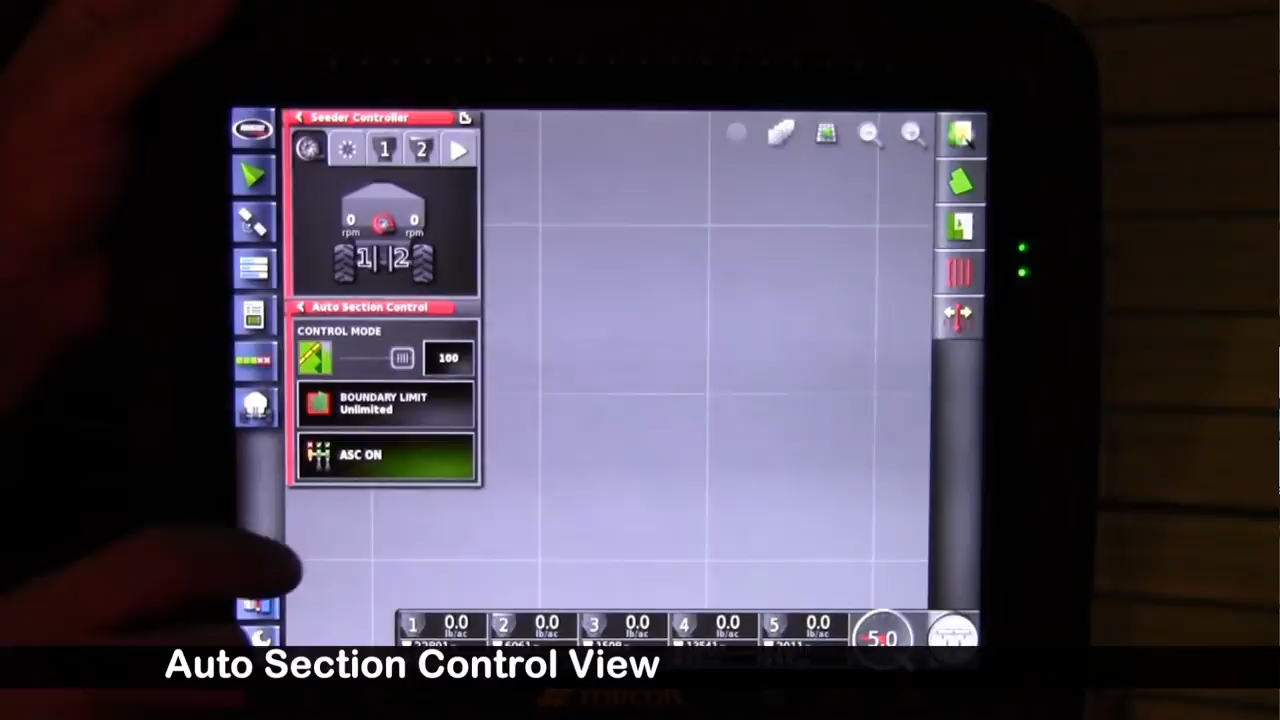 Seeder Controller
1 2
0 0
rpm rpm
1 2
Auto Section Control
CONTROL MODE
100
BOUNDARY LIMIT
Unlimited
ASC ON
1 0.0 2 0.0 3 0.0 4 0.0 5 0.0
lb/ac lb/ac lb/ac lb/ac lb/ac
5.0
Auto Section Control View